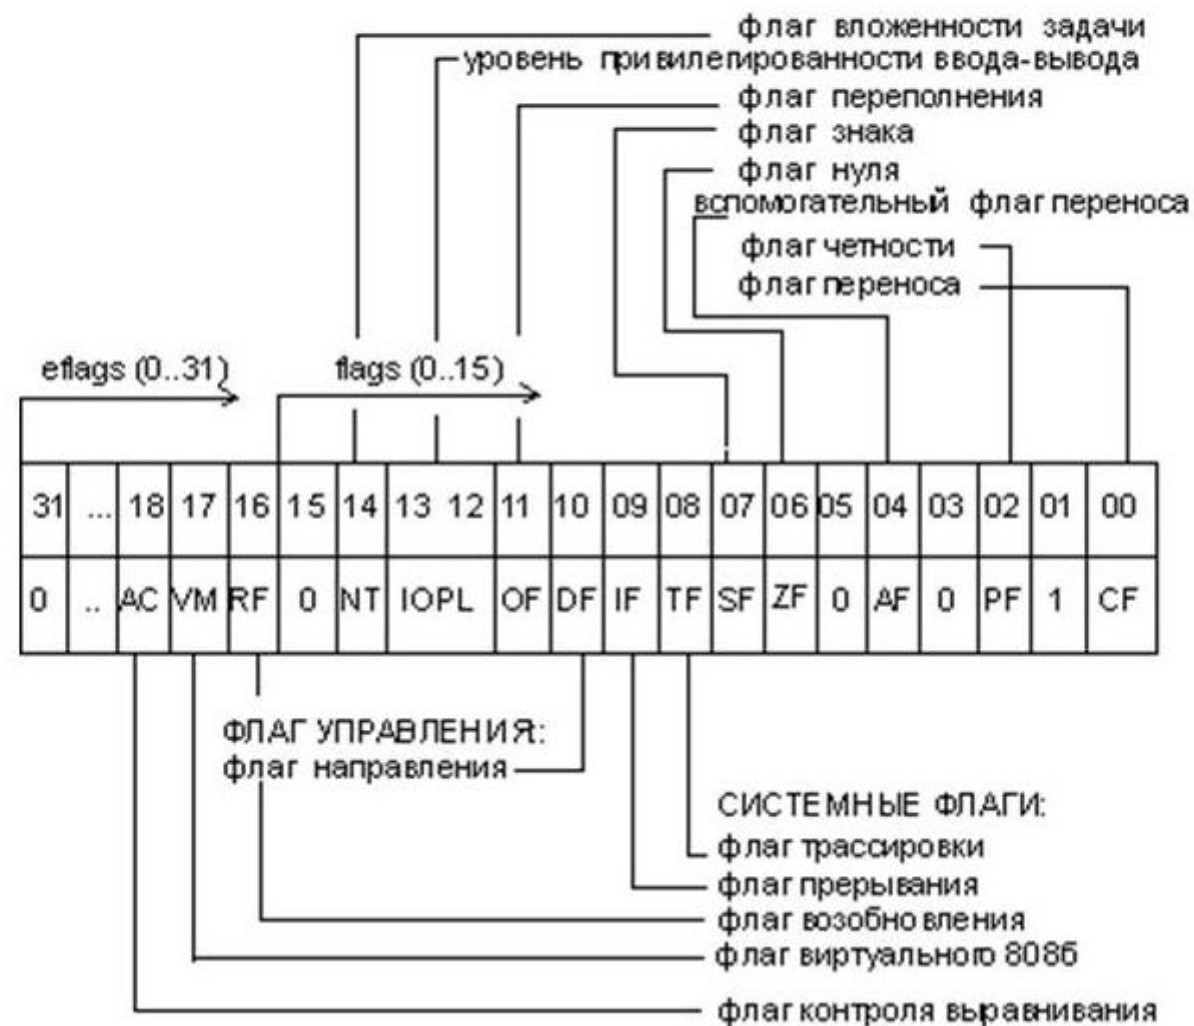 флаг вложенности задачи
уровень привилегированности ввода-вывода
флаг переполнения
флаг знака
флаг нуля
вспомогательный флаг переноса
флаг четности
флаг переноса
eflags (0..31)
flags (0..15)
31 ... 18 17 16 15 14 13 12 11 10 09 08 07 06 05 04 03 02 01 00
0 .. AC VM RF 0 NT IOPL OF DF IF TF SF ZF 0 AF 0 PF 1 CF
ФЛАГ УПРАВЛЕНИЯ:
флаг направления
СИСТЕМНЫЕ ФЛАГИ:
флаг трассировки
флаг прерывания
флаг возобновления
флаг виртуального 8086
флаг контроля выравнивания